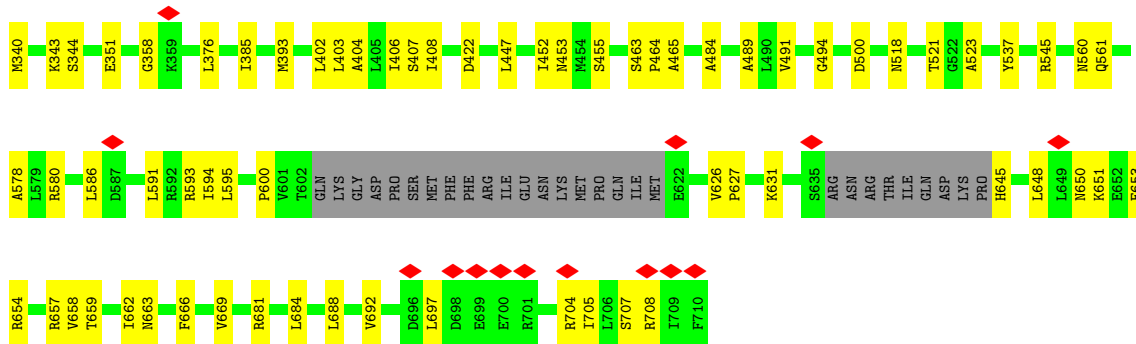 M340 K343 S344 E351 G358 K359 L376 I385 M393 L402 L403 A404 L405 I406 S407 I408 D422 L447 I452 N453 M454 S455 S463 P464 A465 A484 A489 L490 V491 G494 D500 N518 T521 G522 A523 Y537 R545 N560 Q561
A578 L579 R580 L586 D587 L591 R592 R593 I594 L595 P600 V601 T602 GLN LYS GLY ASP PRO SER MET PHE PHE ARG ILE GLU ASN LYS MET PRO GLN ILE MET E622 V626 P627 K631 S635 ARG ASN ARG THR ILE GLN ASP LYS PRO H645 L648 L649 N650 K651 E652 E653
R654 R657 V658 T659 I662 N663 F666 V669 R681 L684 L688 V692 D696 L697 D698 E699 E700 R701 R704 I705 L706 S707 R708 I709 F710